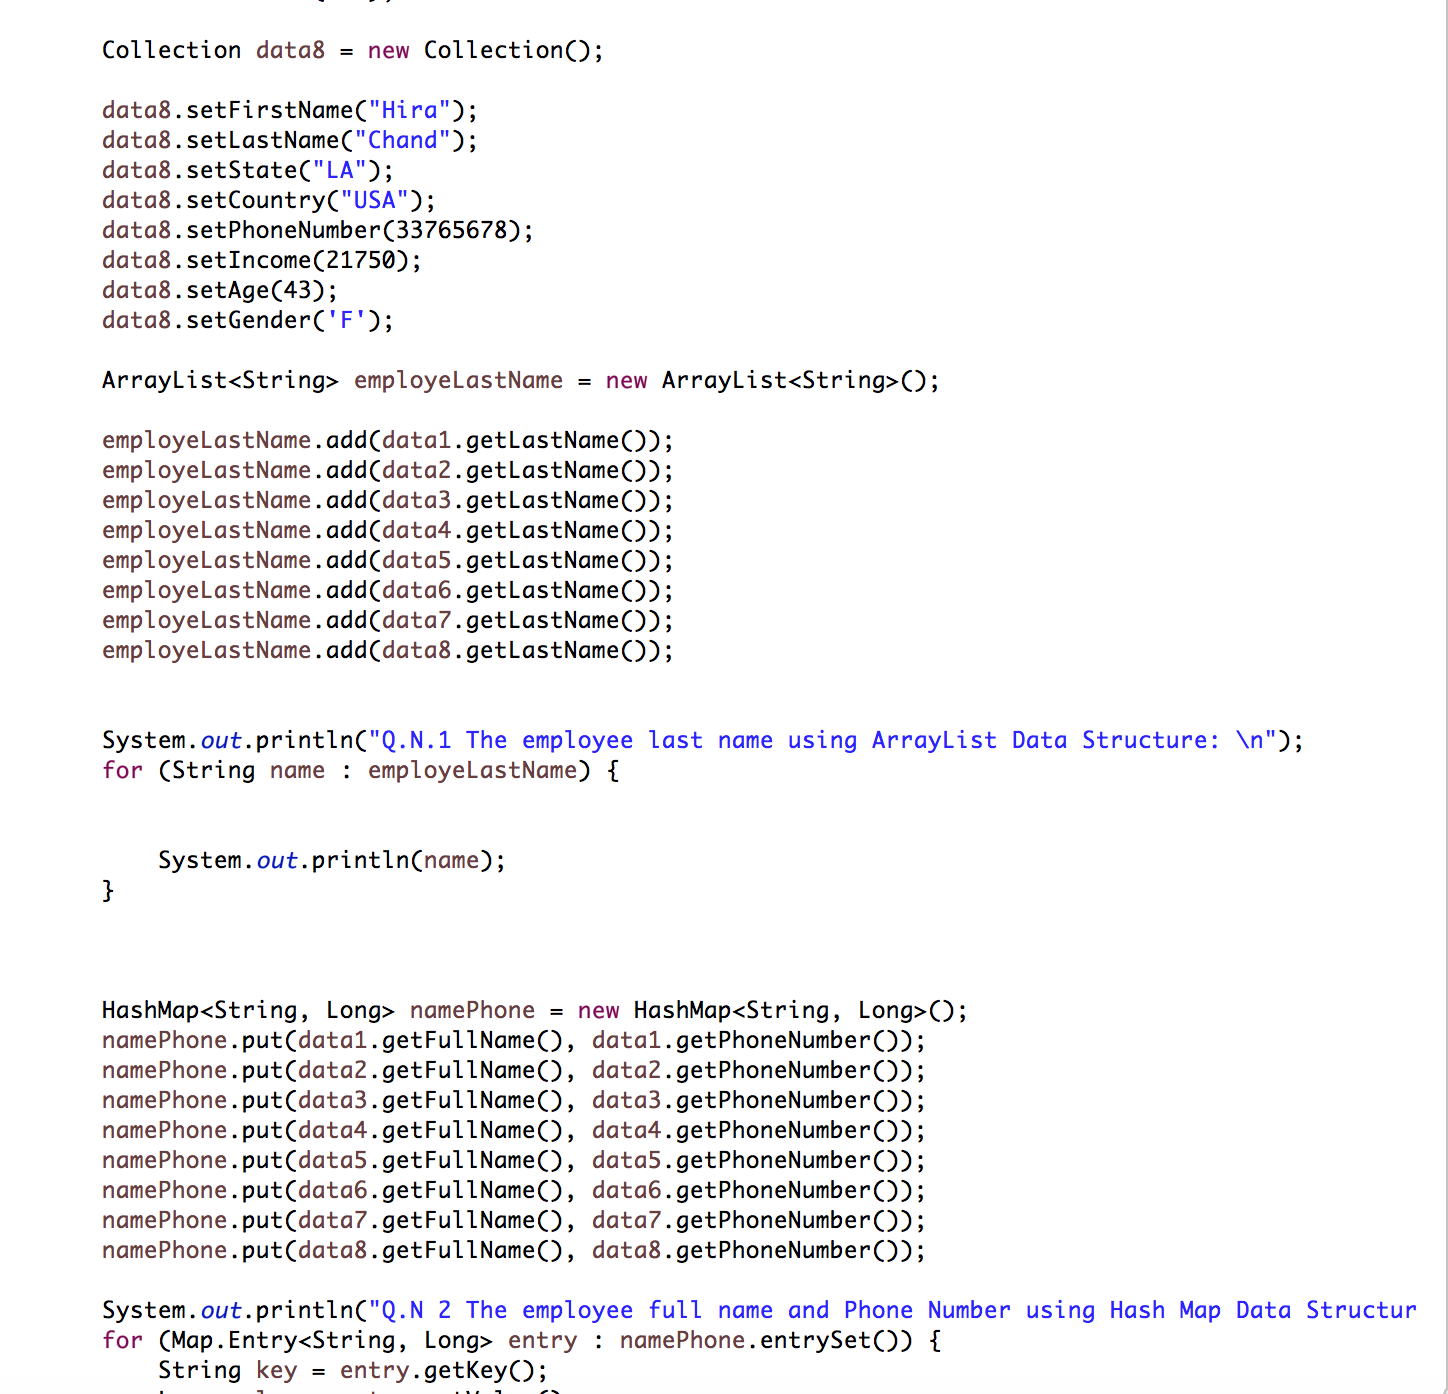 Collection data8 = new Collection();
data8.setFirstName("Hira");
data8.setLastName("Chand");
data8.setState("LA");
data8.setCountry("USA");
data8.setPhoneNumber(33765678);
data8.setIncome(21750);
data8.setAge(43);
data8.setGender('F');
ArrayList<String> employeLastName = new ArrayList<String>();
employeLastName.add(data1.getLastName());
employeLastName.add(data2.getLastName());
employeLastName.add(data3.getLastName());
employeLastName.add(data4.getLastName());
employeLastName.add(data5.getLastName());
employeLastName.add(data6.getLastName());
employeLastName.add(data7.getLastName());
employeLastName.add(data8.getLastName());
System.out.println("Q.N.1 The employee last name using ArrayList Data Structure: \n");
for (String name : employeLastName) {
System.out.println(name);
}
HashMap<String, Long> namePhone = new HashMap<String, Long>();
namePhone.put(data1.getFullName(), data1.getPhoneNumber());
namePhone.put(data2.getFullName(), data2.getPhoneNumber());
namePhone.put(data3.getFullName(), data3.getPhoneNumber());
namePhone.put(data4.getFullName(), data4.getPhoneNumber());
namePhone.put(data5.getFullName(), data5.getPhoneNumber());
namePhone.put(data6.getFullName(), data6.getPhoneNumber());
namePhone.put(data7.getFullName(), data7.getPhoneNumber());
namePhone.put(data8.getFullName(), data8.getPhoneNumber());
System.out.println("Q.N 2 The employee full name and Phone Number using Hash Map Data Structur
for (Map.Entry<String, Long> entry : namePhone.entrySet()) {
String key = entry.getKey();